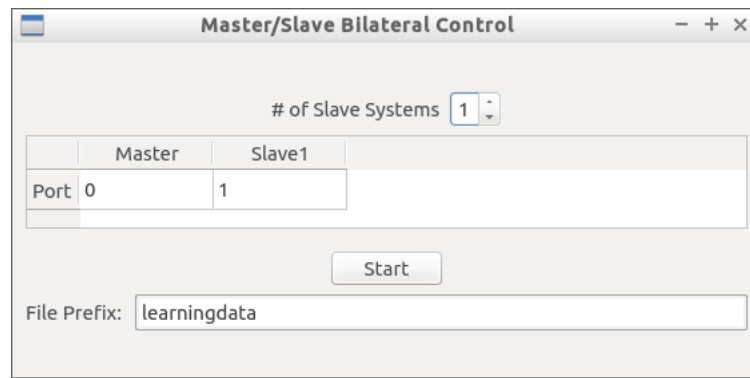 Master/Slave Bilateral Control
# of Slave Systems 1
Master Slave1
Port 0 1
Start
File Prefix: learningdata